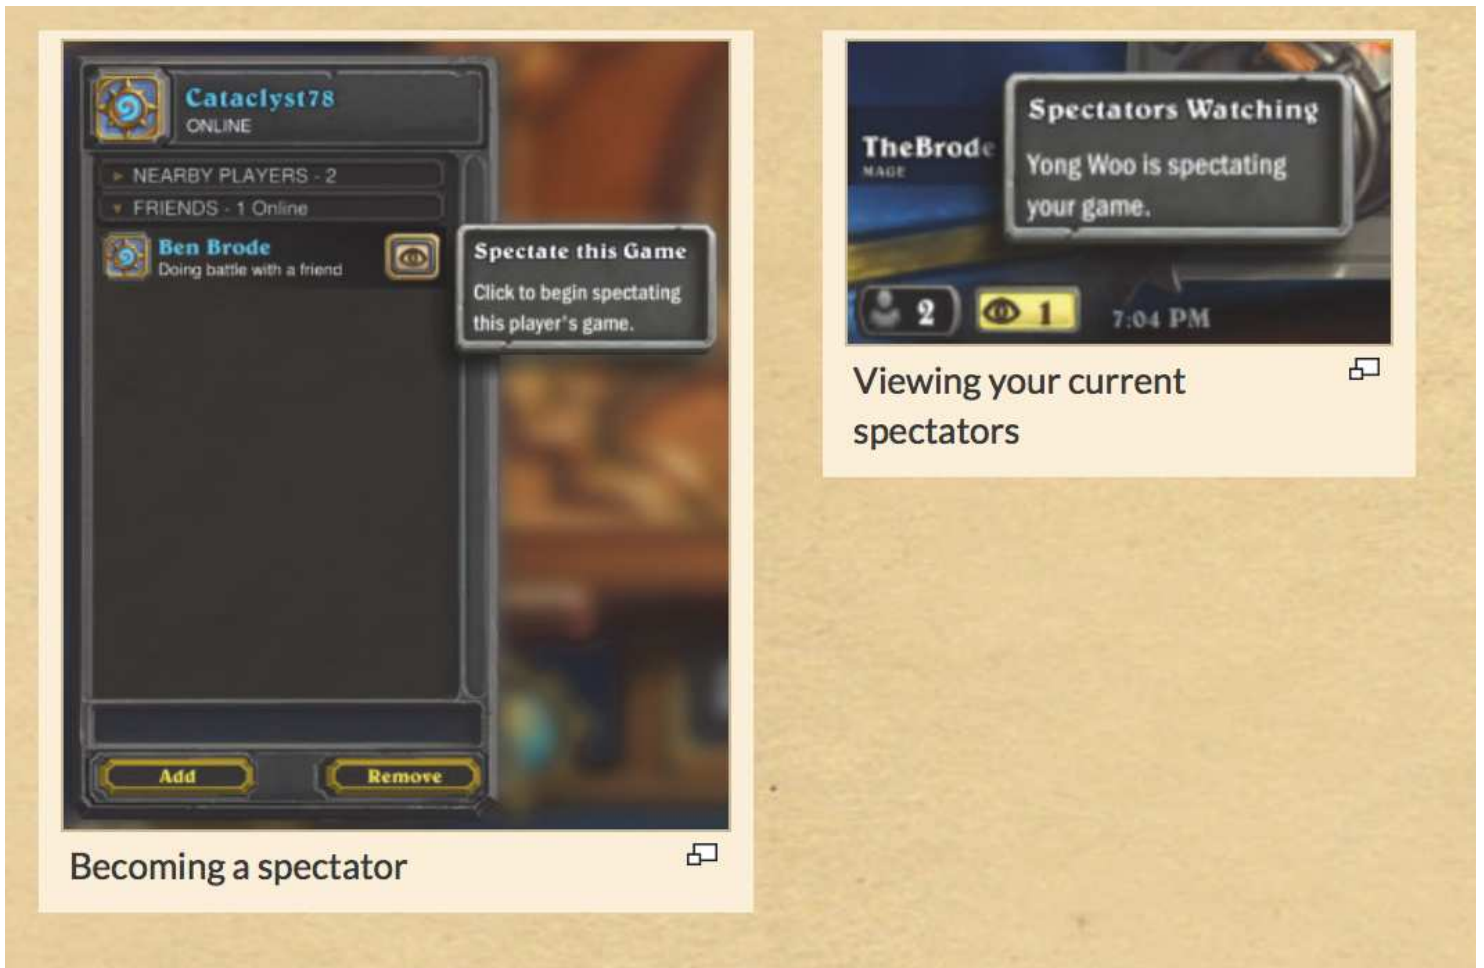 Cataclyst78
ONLINE
NEARBY PLAYERS - 2
FRIENDS - 1 Online
Ben Brode
Doing battle with a friend
Spectate this Game
Click to begin spectating
this player's game.
Add
Remove
Becoming a spectator
Spectators Watching
Yong Woo is spectating
your game.
TheBrode
MAGE
2
1
7:04 PM
Viewing your current
spectators